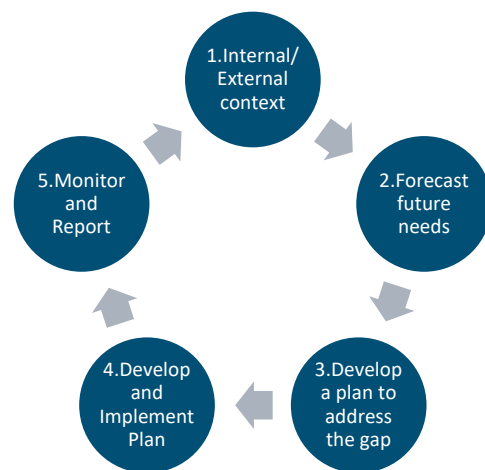 1.Internal/
External
context
2.Forecast
future
needs
3.Develop
a plan to
address
the gap
4.Develop
and
Implement
Plan
5.Monitor
and
Report